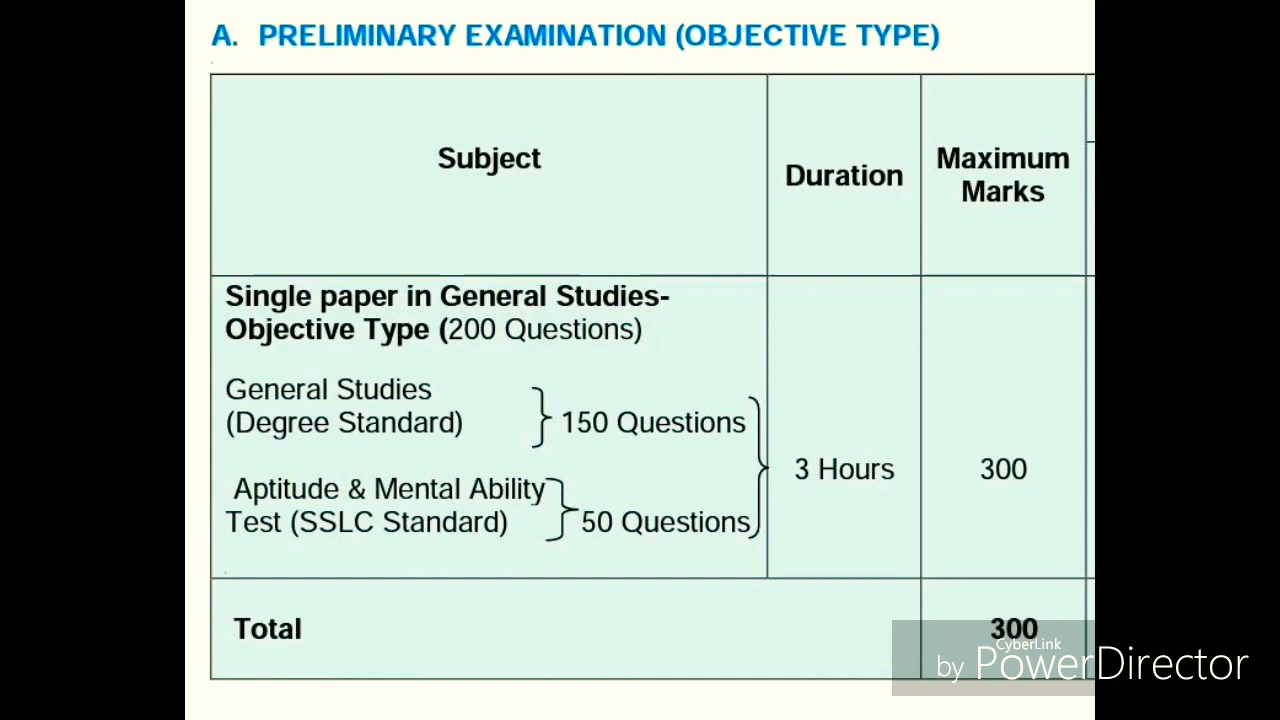 A. PRELIMINARY EXAMINATION (OBJECTIVE TYPE)
Subject
Duration
Maximum
Marks
Single paper in General Studies-
Objective Type (200 Questions)
General Studies
(Degree Standard)
150 Questions
Aptitude & Mental Ability
Test (SSLC Standard)
50 Questions
3 Hours
300
Total
300
CyberLink
by PowerDirector